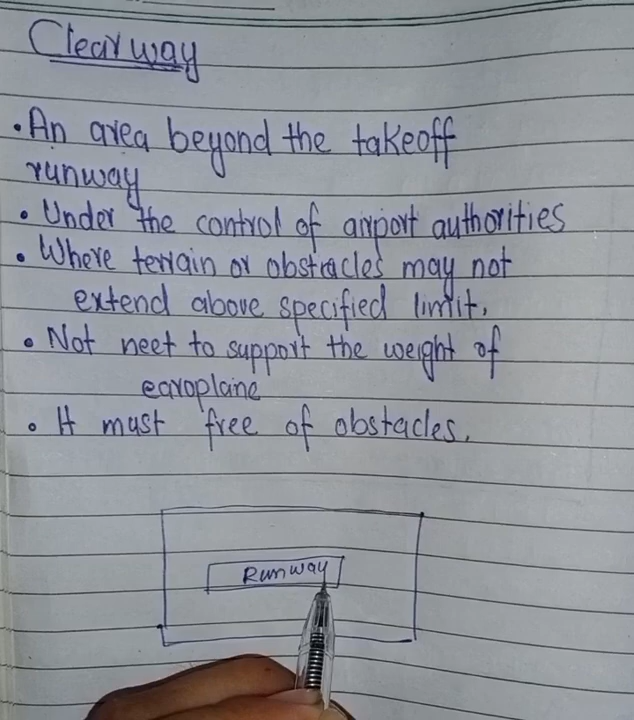 Clearway
• An area beyond the takeoff
runway
• Under the control of airport authorities
• Where terrain or obstracles may not
extend above specified limit.
• Not neet to support the weight of
earoplane
• It must free of obstacles.
Runway